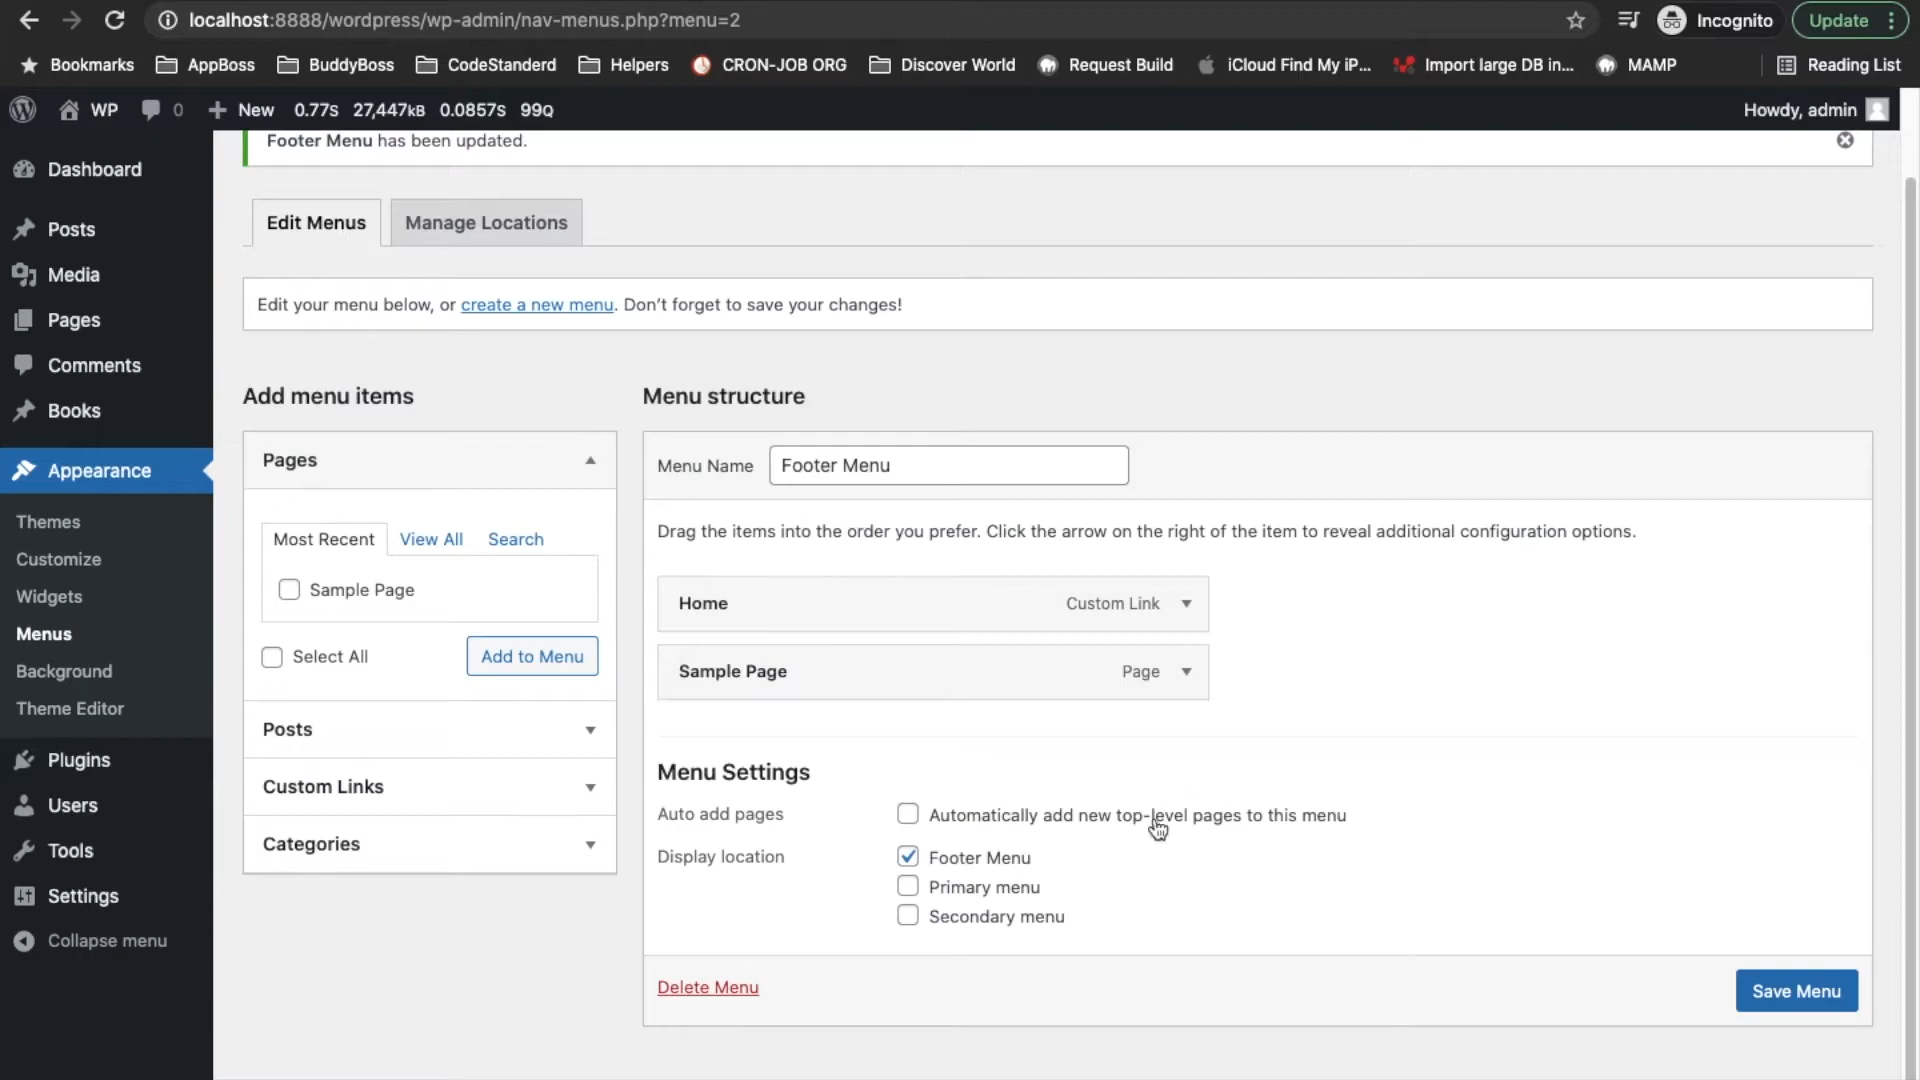 localhost:8888/wordpress/wp-admin/nav-menus.php?menu=2
Incognito
Update
Bookmarks
AppBoss
BuddyBoss
CodeStanderd
Helpers
CRON-JOB ORG
Discover World
Request Build
iCloud Find My iP...
Import large DB in...
MAMP
Reading List
WP
0
New
0.77S 27,447KB 0.0857S 99Q
Howdy, admin
Footer Menu has been updated.
Dashboard
Posts
Media
Pages
Comments
Books
Appearance
Themes
Customize
Widgets
Menus
Background
Theme Editor
Plugins
Users
Tools
Settings
Collapse menu
Edit Menus
Manage Locations
Edit your menu below, or create a new menu. Don't forget to save your changes!
Add menu items
Pages
Most Recent
View All
Search
Sample Page
Select All
Add to Menu
Posts
Custom Links
Categories
Menu structure
Menu Name
Footer Menu
Drag the items into the order you prefer. Click the arrow on the right of the item to reveal additional configuration options.
Home
Custom Link
Sample Page
Page
Menu Settings
Auto add pages
Automatically add new top-level pages to this menu
Display location
Footer Menu
Primary menu
Secondary menu
Delete Menu
Save Menu